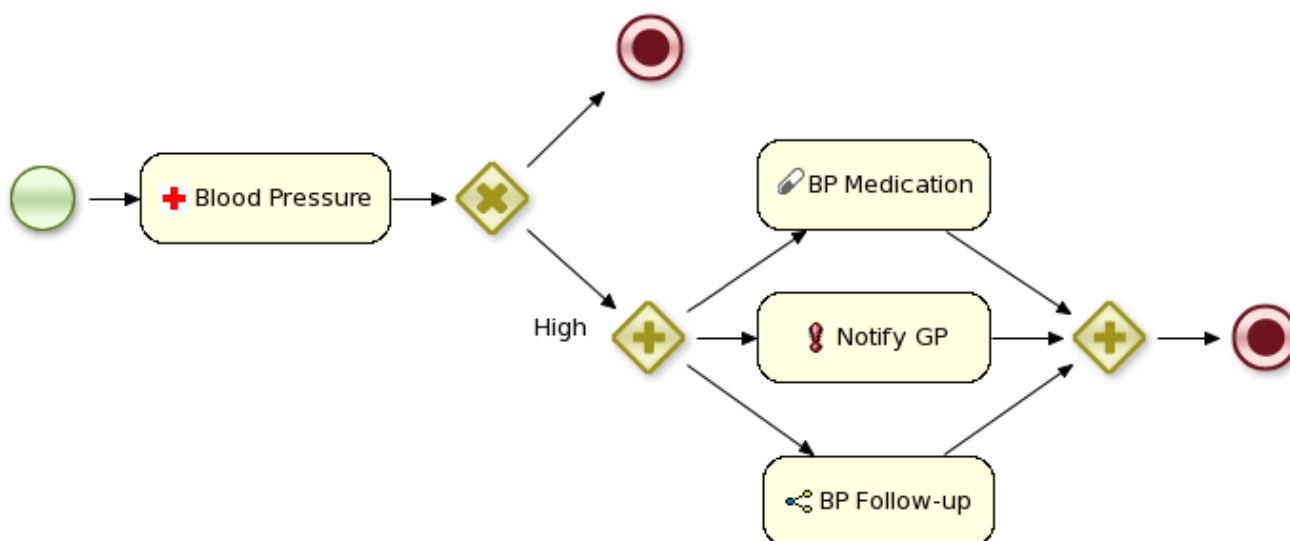 Blood Pressure
High
BP Medication
Notify GP
BP Follow-up